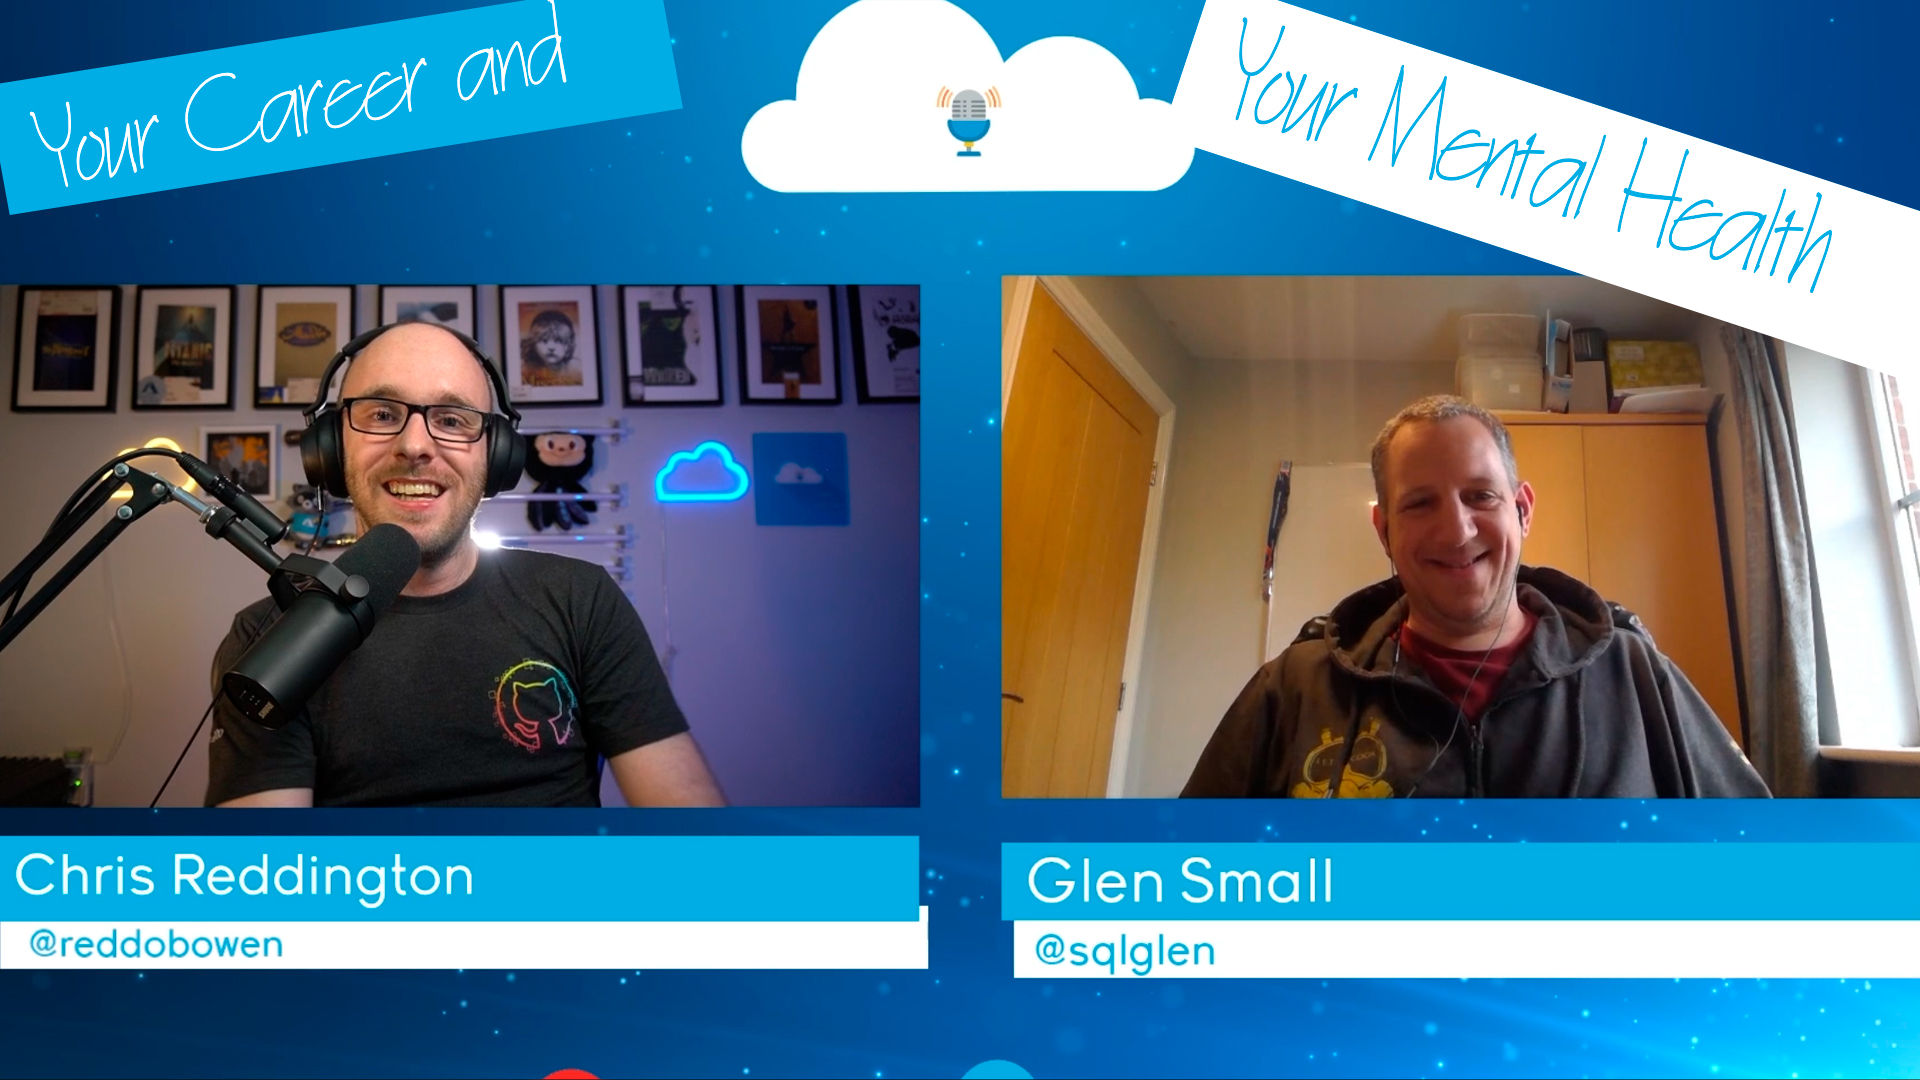 Your Career and
Your Mental Health
Chris Reddington
@reddobowen
Glen Small
@sqlglen